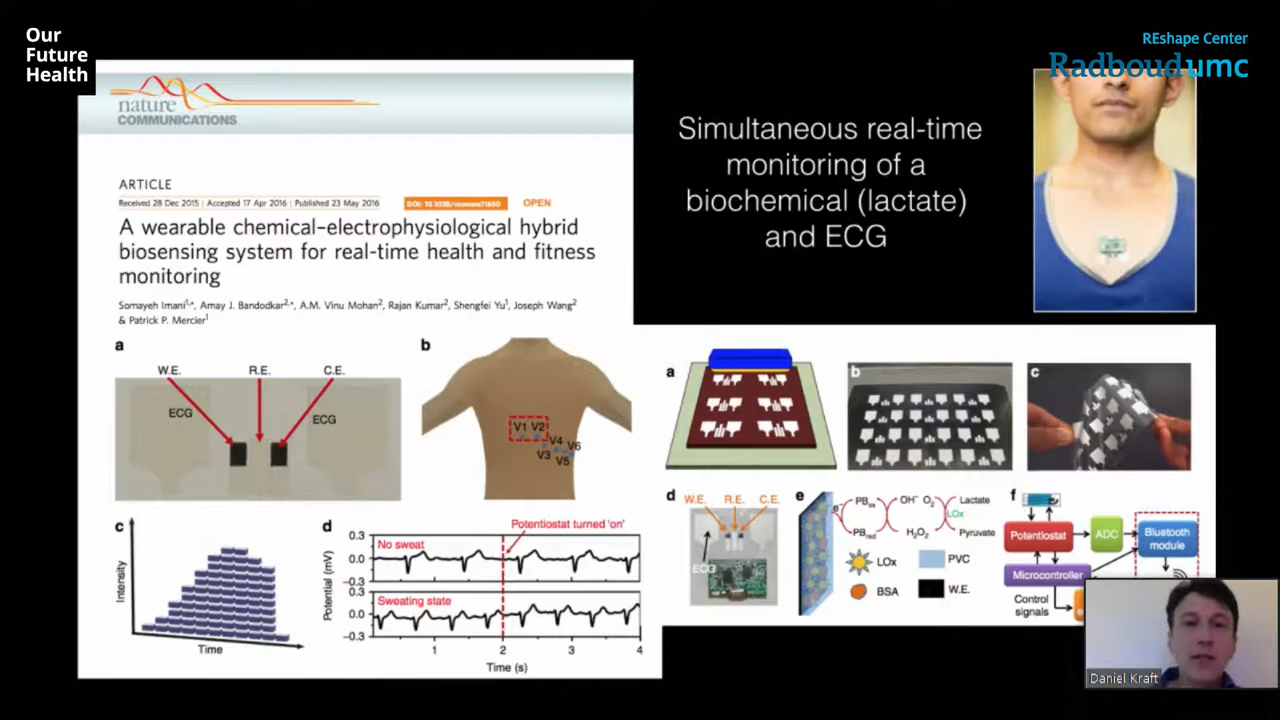 Our
Future
Health
REshape Center
Radboudumc
nature
COMMUNICATIONS
ARTICLE
Received 28 Dec 2015 | Accepted 17 Apr 2016 | Published 23 May 2016
OPEN
A wearable chemical–electrophysiological hybrid
biosensing system for real-time health and fitness
monitoring
Somayeh Imani1,*, Amay J. Bandodkar2,*, A.M. Vinu Mohan2, Rajan Kumar2, Shengfei Yu1, Joseph Wang2
& Patrick P. Mercier1
Simultaneous real-time
monitoring of a
biochemical (lactate)
and ECG
a
W.E. R.E. C.E.
ECG ECG
b
V1 V2
V4
V6
V3
V5
c
Intensity
Time
d
Potentiostat turned 'on'
No sweat
Sweating state
0.3
0
–0.3
0.3
0
–0.3
Potential (mV)
1 2 3 4
Time (s)
a
b
c
d
W.E. R.E. C.E.
ECG
e
e-
PBox OH− O2 Lactate
LOx
PBred H2O2 Pyruvate
LOx PVC
BSA W.E.
f
Potentiostat ADC Bluetooth
module
Microcontroller
Control
signals
Daniel Kraft